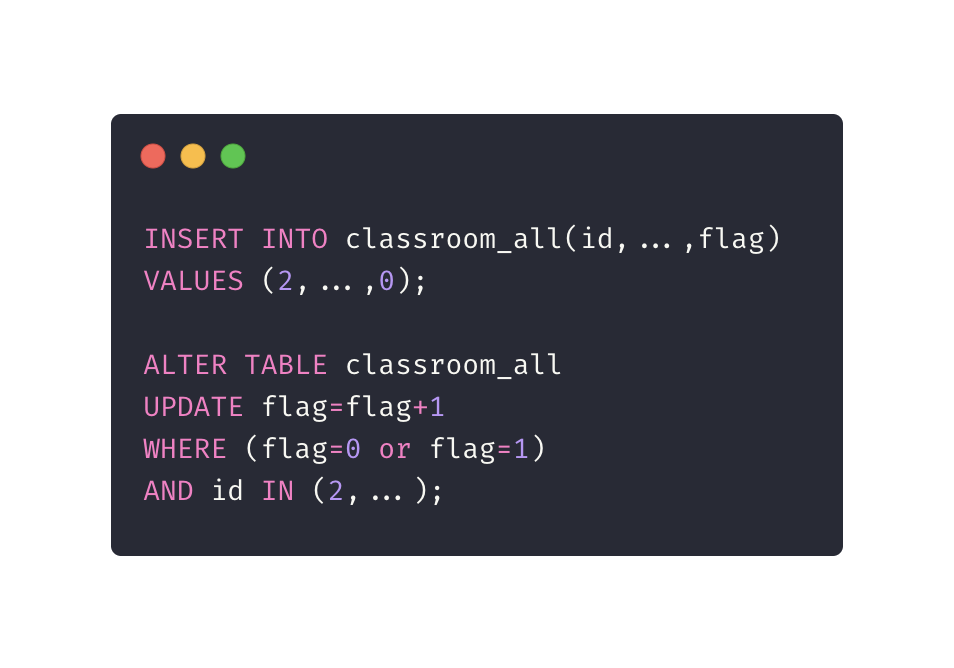 INSERT INTO classroom_all(id,...,flag)
VALUES (2,...,0);
ALTER TABLE classroom_all
UPDATE flag=flag+1
WHERE (flag=0 or flag=1)
AND id IN (2,...);